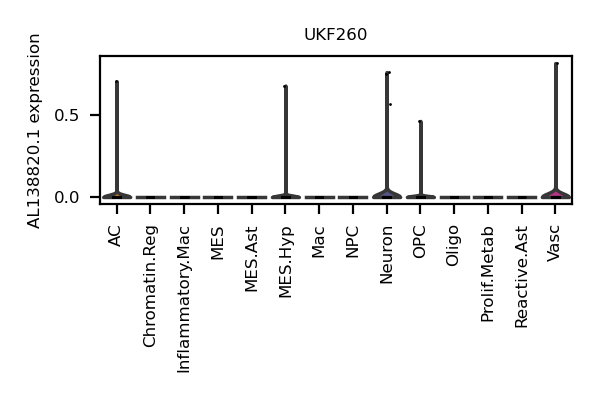 UKF260
AL138820.1 expression
0.5
0.0
AC
Chromatin.Reg
Inflammatory.Mac
MES
MES.Ast
MES.Hyp
Mac
NPC
Neuron
OPC
Oligo
Prolif.Metab
Reactive.Ast
Vasc